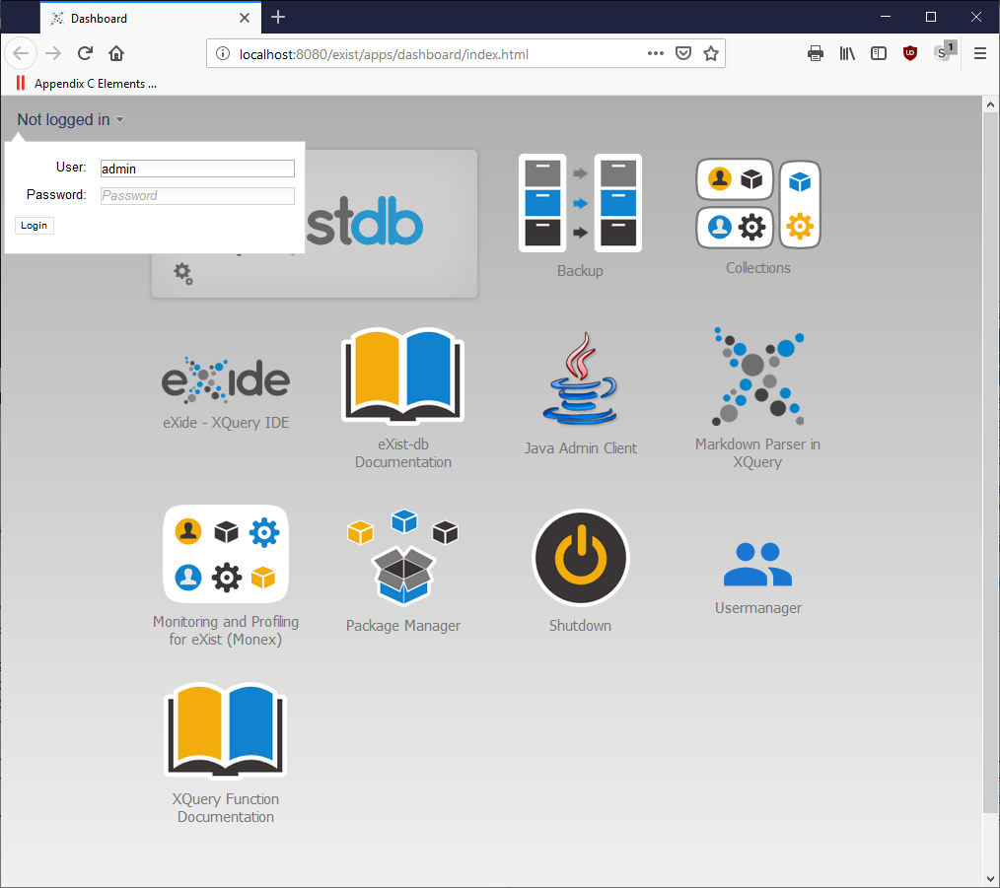 Dashboard
localhost:8080/exist/apps/dashboard/index.html
S 1
Appendix C Elements ...
Not logged in
User: admin
Password: Password
Login
stdb
Backup
Collections
eXide
eXide - XQuery IDE
eXist-db
Documentation
Java Admin Client
Markdown Parser in
XQuery
Monitoring and Profiling
for eXist (Monex)
Package Manager
Shutdown
Usermanager
XQuery Function
Documentation